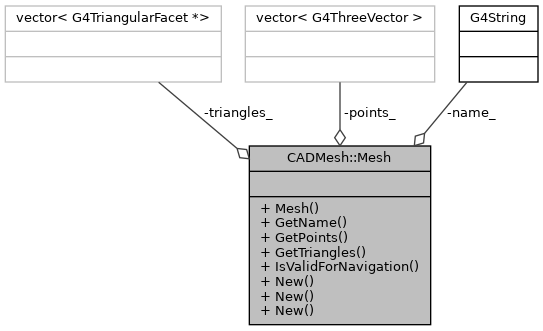 vector< G4TriangularFacet *>
vector< G4ThreeVector >
G4String
-triangles_
-points_
-name_
CADMesh::Mesh
+ Mesh()
+ GetName()
+ GetPoints()
+ GetTriangles()
+ IsValidForNavigation()
+ New()
+ New()
+ New()